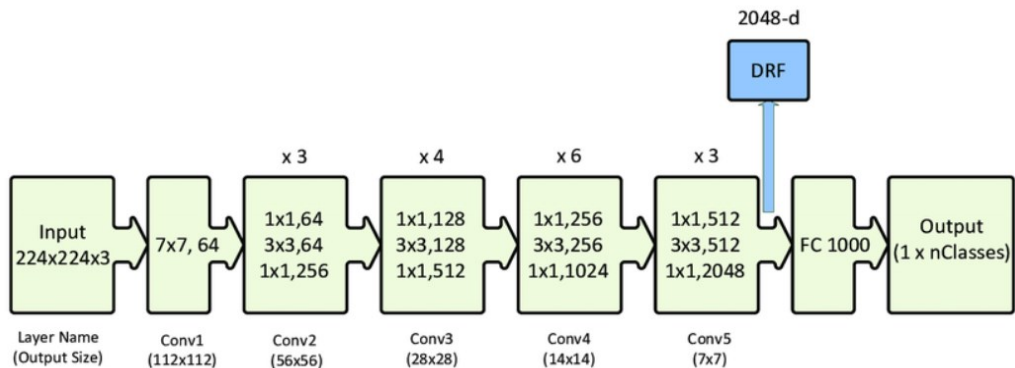 2048-d
DRF
x 3
x 4
x 6
x 3
Input
224x224x3
7x7, 64
1x1,64
3x3,64
1x1,256
1x1,128
3x3,128
1x1,512
1x1,256
3x3,256
1x1,1024
1x1,512
3x3,512
1x1,2048
FC 1000
Output
(1 x nClasses)
Layer Name
(Output Size)
Conv1
(112x112)
Conv2
(56x56)
Conv3
(28x28)
Conv4
(14x14)
Conv5
(7x7)